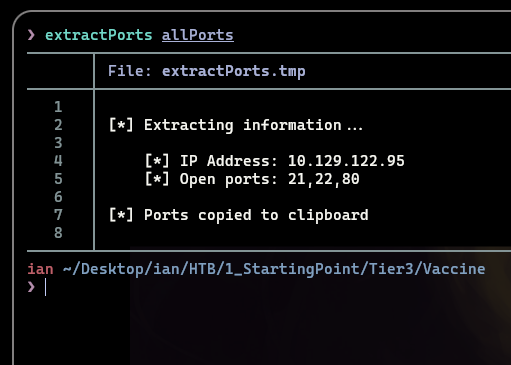 ❯ extractPorts allPorts
File: extractPorts.tmp
1
2 [*] Extracting information...
3
4 [*] IP Address: 10.129.122.95
5 [*] Open ports: 21,22,80
6
7 [*] Ports copied to clipboard
8
ian ~/Desktop/ian/HTB/1_StartingPoint/Tier3/Vaccine
❯